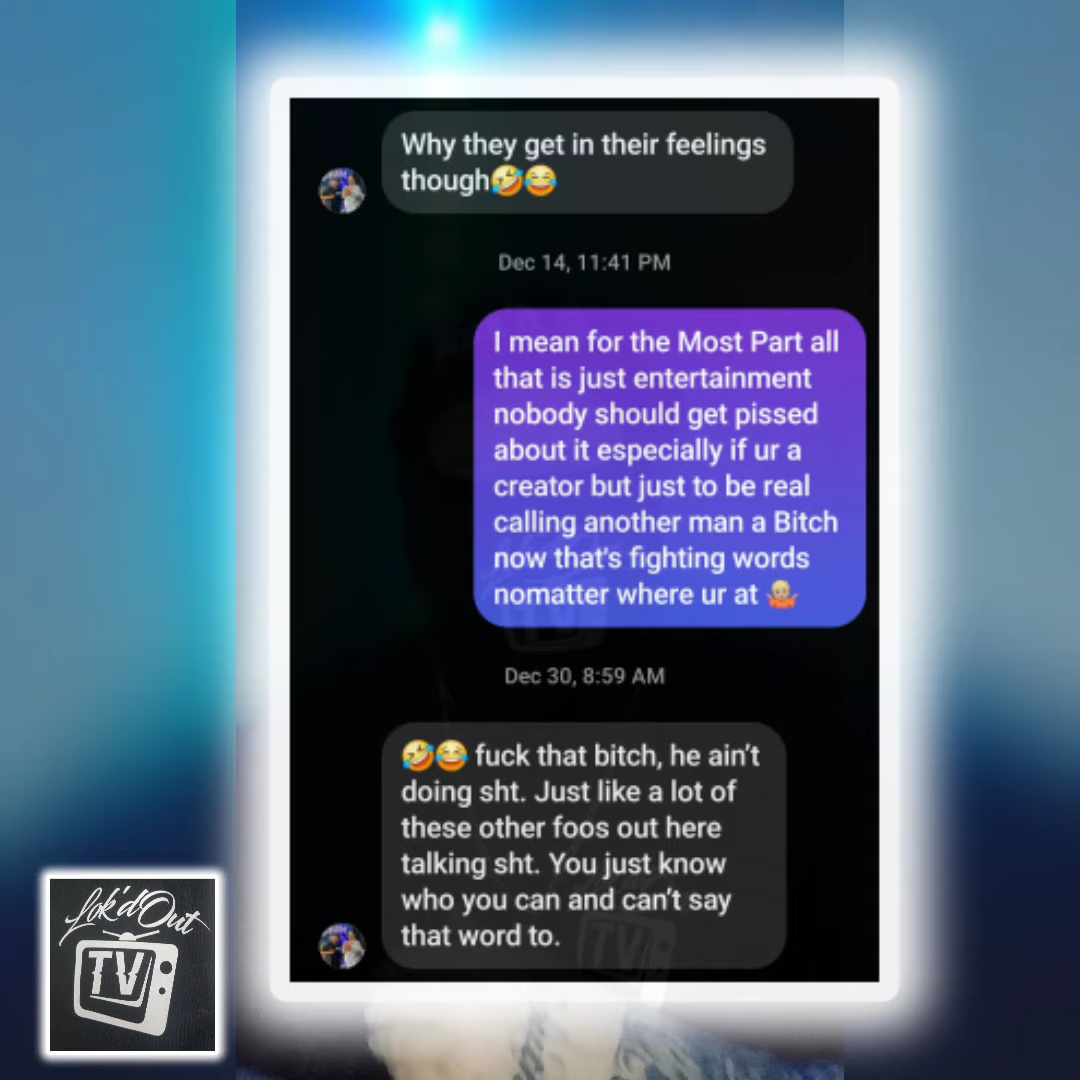 Why they get in their feelings
though🤣😂
Dec 14, 11:41 PM
I mean for the Most Part all
that is just entertainment
nobody should get pissed
about it especially if ur a
creator but just to be real
calling another man a Bitch
now that's fighting words
nomatter where ur at 🤷🏼
Dec 30, 8:59 AM
🤣😂 fuck that bitch, he ain't
doing sht. Just like a lot of
these other foos out here
talking sht. You just know
who you can and can't say
that word to.
Lok'd Out
TV